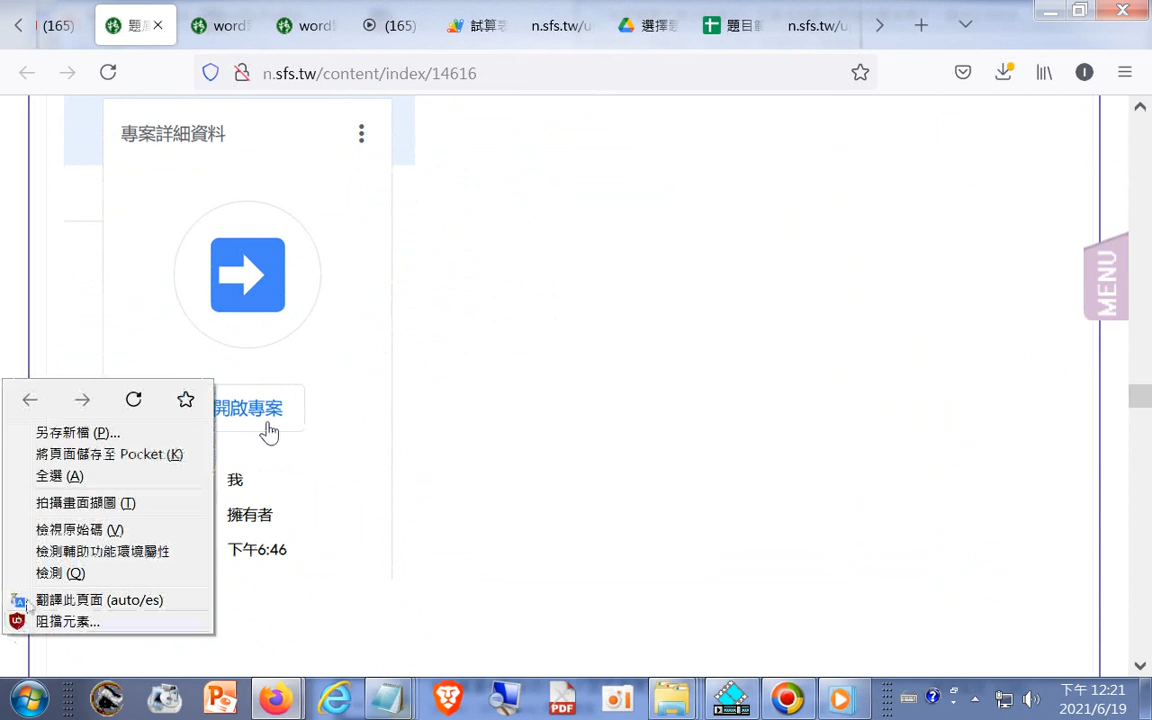 (165)
題庫
word
word
(165)
試算表
n.sfs.tw/u
選擇題
題目
n.sfs.tw/u
n.sfs.tw/content/index/14616
專案詳細資料
MENU
開啟專案
另存新檔 (P)...
將頁面儲存至 Pocket (K)
全選 (A)
拍攝畫面擷圖 (T)
檢視原始碼 (V)
檢測輔助功能環境屬性
檢測 (Q)
翻譯此頁面 (auto/es)
阻擋元素...
我
擁有者
下午6:46
PDF
下午 12:21
2021/6/19